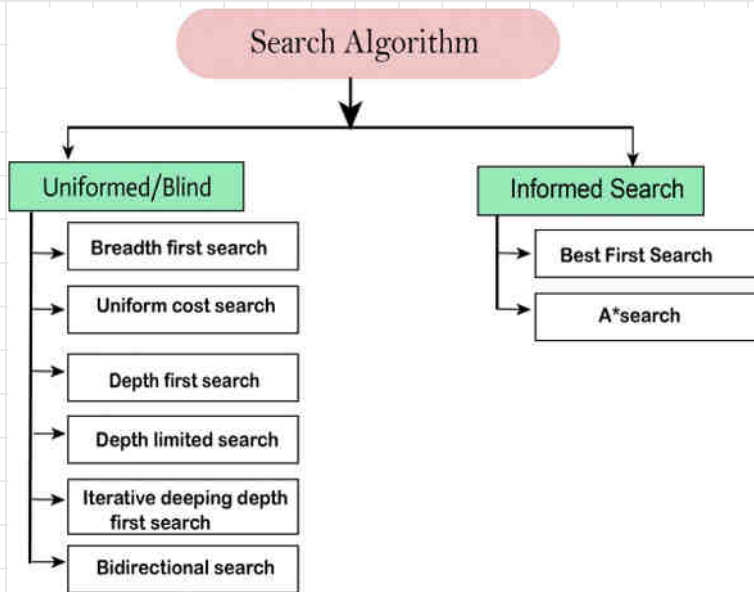 Search Algorithm
Uniformed/Blind
Breadth first search
Uniform cost search
Depth first search
Depth limited search
Iterative deeping depth
first search
Bidirectional search
Informed Search
Best First Search
A*search